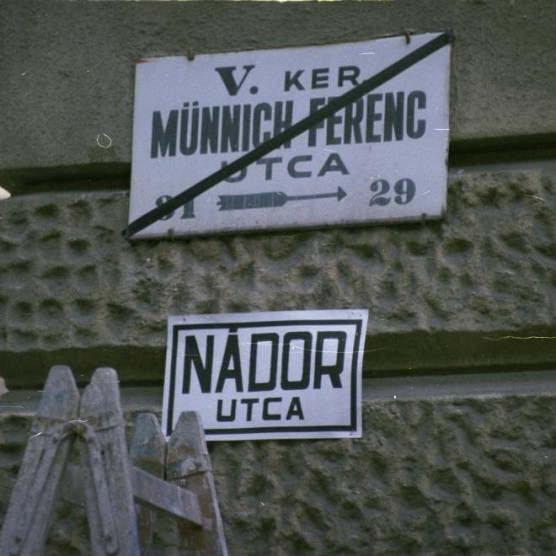 V. KER.
MÜNNICH FERENC
UTCA
31 29
NÁDOR
UTCA